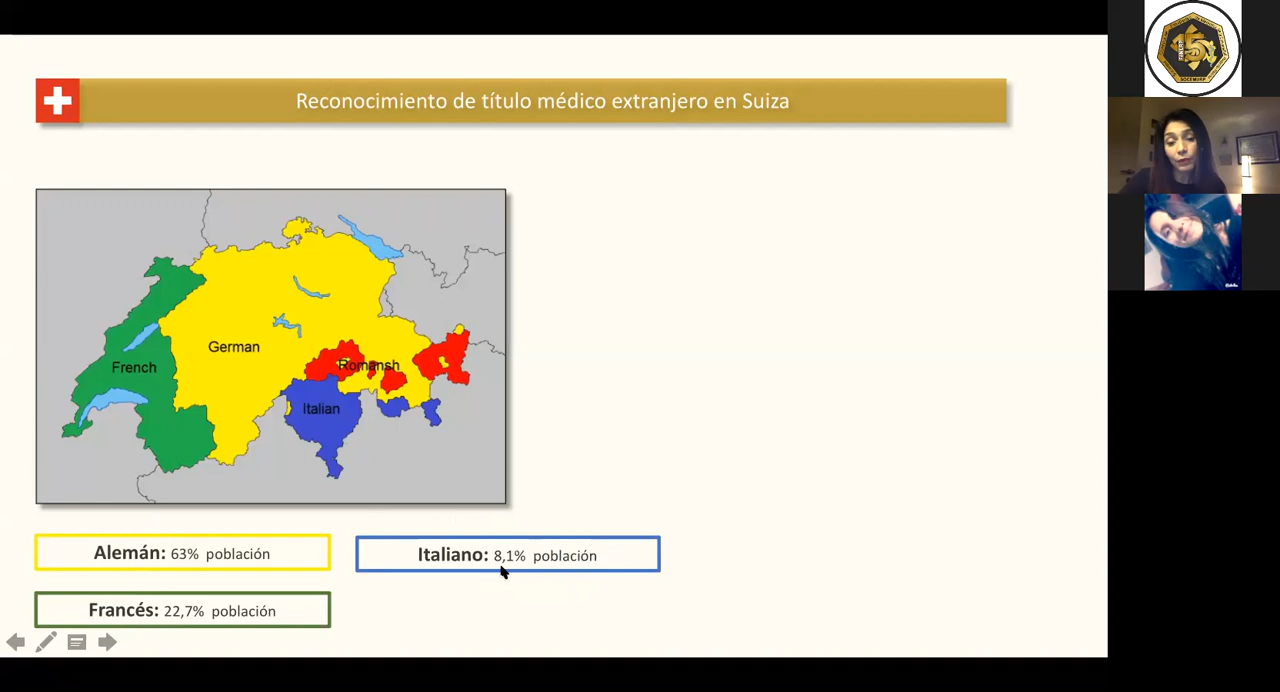 Reconocimiento de título médico extranjero en Suiza
German
French
Romansh
Italian
Alemán: 63% población
Italiano: 8,1% población
Francés: 22,7% población
15